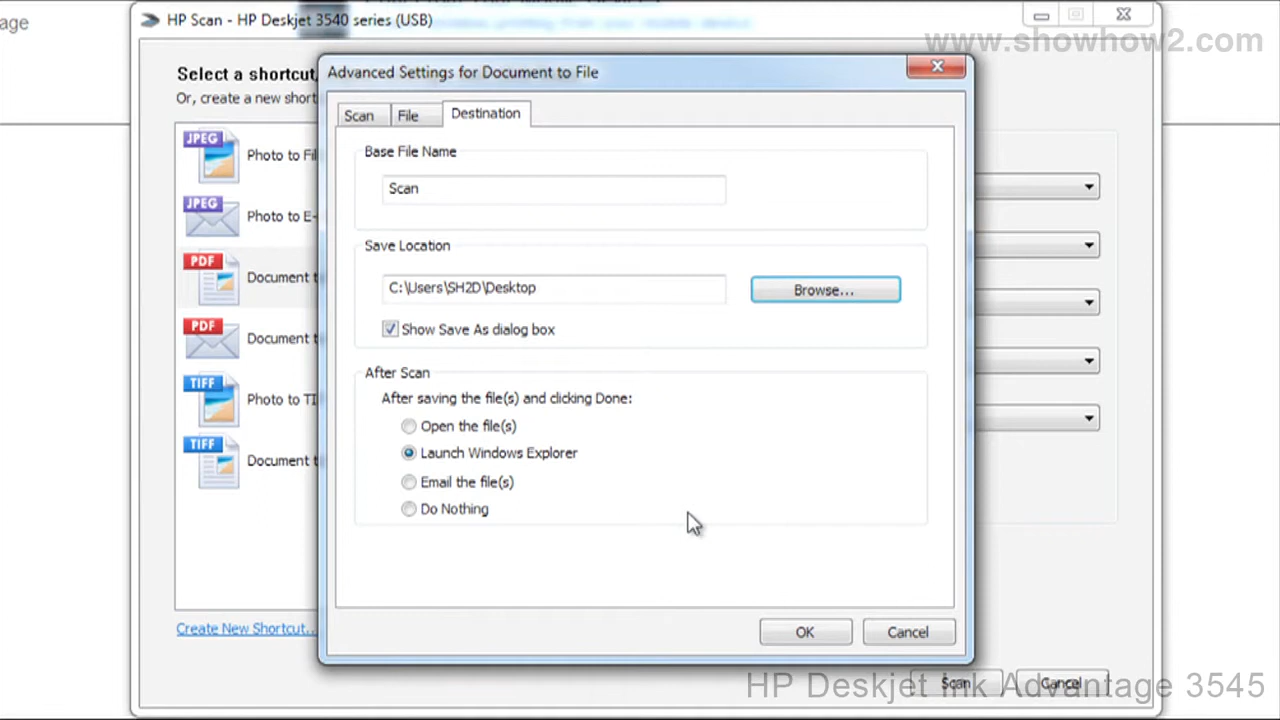 age
HP Scan - HP Deskjet 3540 series (USB)
www.showhow2.com
Select a shortcut,
Or, create a new short
Advanced Settings for Document to File
Scan
File
Destination
JPEG
Photo to Fil
JPEG
Photo to E-
PDF
Document t
PDF
Document t
TIFF
Photo to TI
TIFF
Document t
Create New Shortcut...
Base File Name
Scan
Save Location
C:\Users\SH2D\Desktop
Browse...
Show Save As dialog box
After Scan
After saving the file(s) and clicking Done:
Open the file(s)
Launch Windows Explorer
Email the file(s)
Do Nothing
OK
Cancel
Scan
Cancel
HP Deskjet Ink Advantage 3545